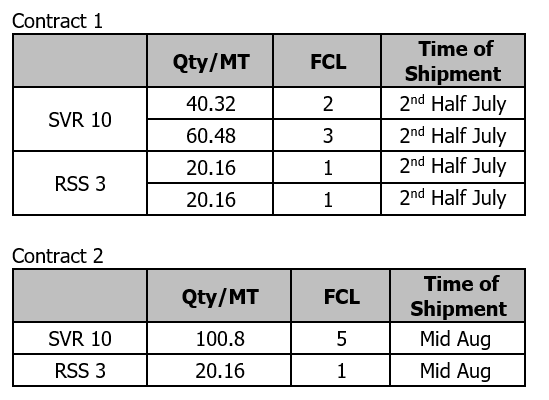 Contract 1
Qty/MT FCL Time of
Shipment
SVR 10 40.32 2 2nd Half July
60.48 3 2nd Half July
RSS 3 20.16 1 2nd Half July
20.16 1 2nd Half July
Contract 2
Qty/MT FCL Time of
Shipment
SVR 10 100.8 5 Mid Aug
RSS 3 20.16 1 Mid Aug